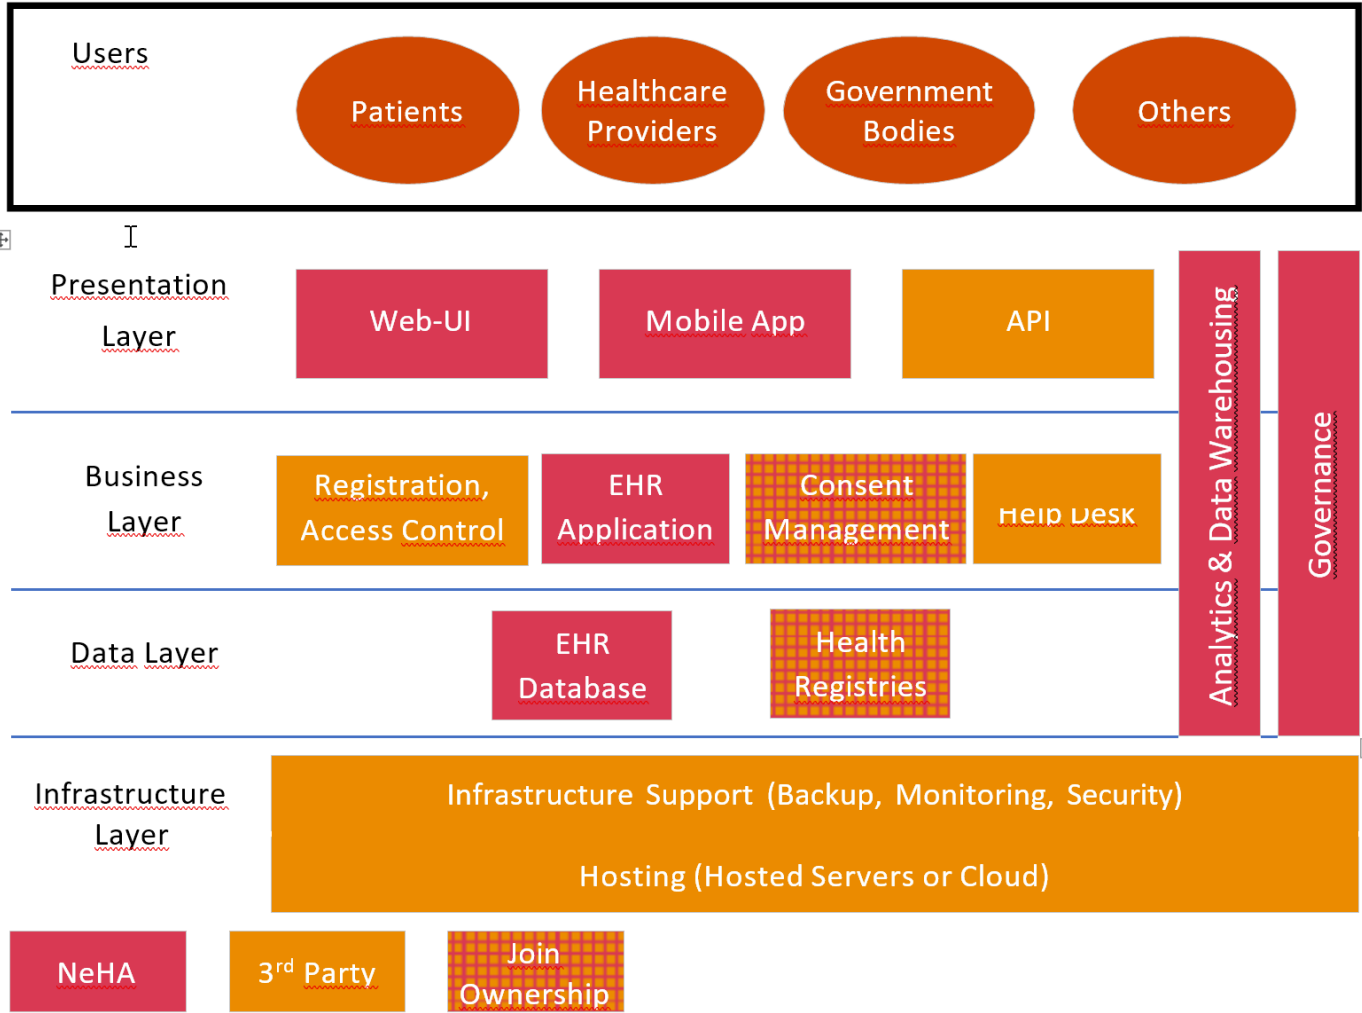 Users
Patients
Healthcare
Providers
Government
Bodies
Others
Presentation
Layer
Web-UI
Mobile App
API
Analytics & Data Warehousing
Governance
Business
Layer
Registration,
Access Control
EHR
Application
Consent
Management
Help Desk
Data Layer
EHR
Database
Health
Registries
Infrastructure
Layer
Infrastructure Support (Backup, Monitoring, Security)
Hosting (Hosted Servers or Cloud)
NeHA
3rd Party
Join
Ownership